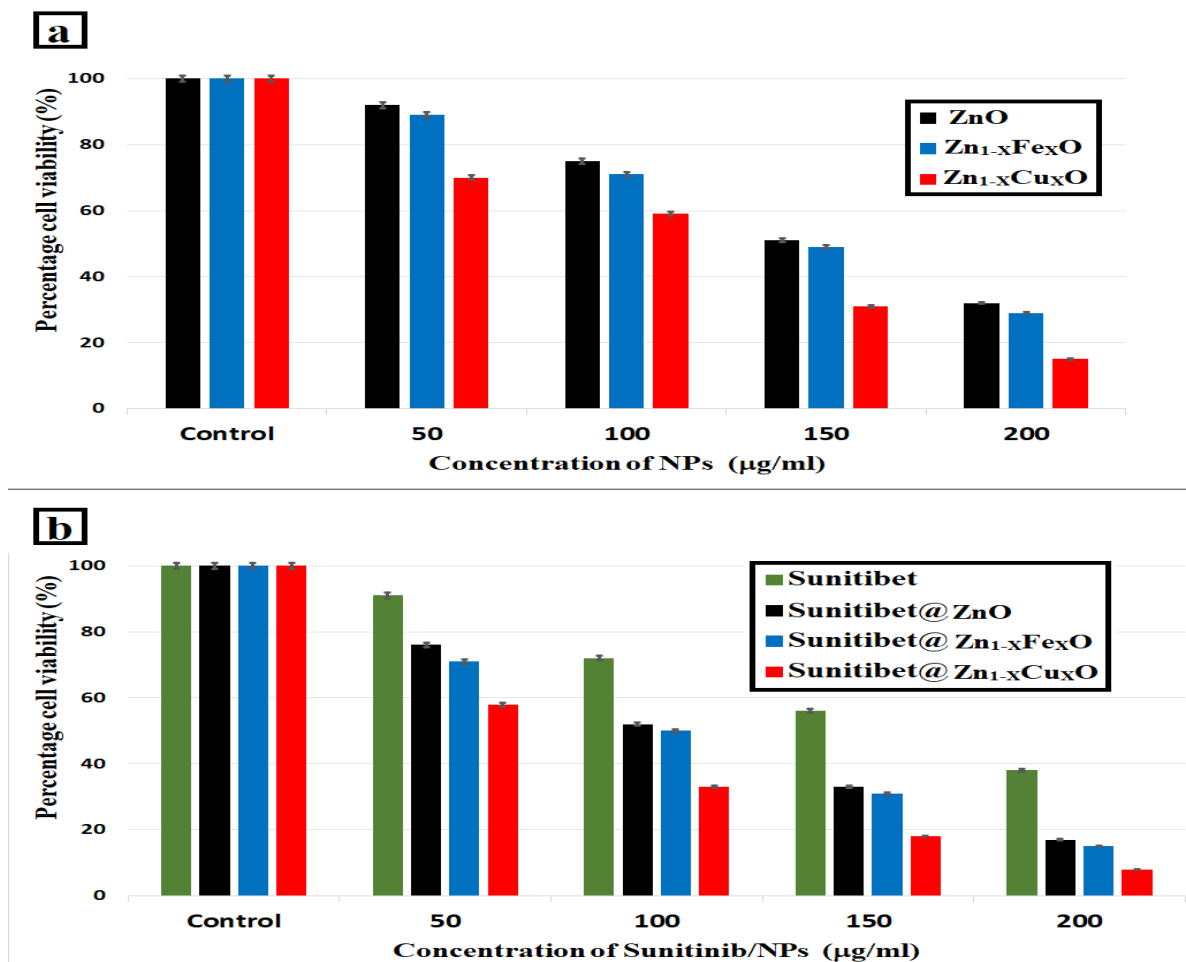 a
Percentage cell viability (%)
100
80
60
40
20
0
ZnO
Zn₁₋ₓFeₓO
Zn₁₋ₓCuₓO
Control 50 100 150 200
Concentration of NPs (µg/ml)
b
Percentage cell viability (%)
100
80
60
40
20
0
Sunitibet
Sunitibet@ ZnO
Sunitibet@ Zn₁₋ₓFeₓO
Sunitibet@ Zn₁₋ₓCuₓO
Control 50 100 150 200
Concentration of Sunitinib/NPs (µg/ml)